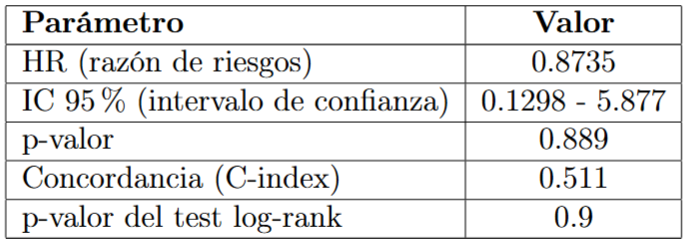 Parámetro Valor
HR (razón de riesgos) 0.8735
IC 95 % (intervalo de confianza) 0.1298 - 5.877
p-valor 0.889
Concordancia (C-index) 0.511
p-valor del test log-rank 0.9